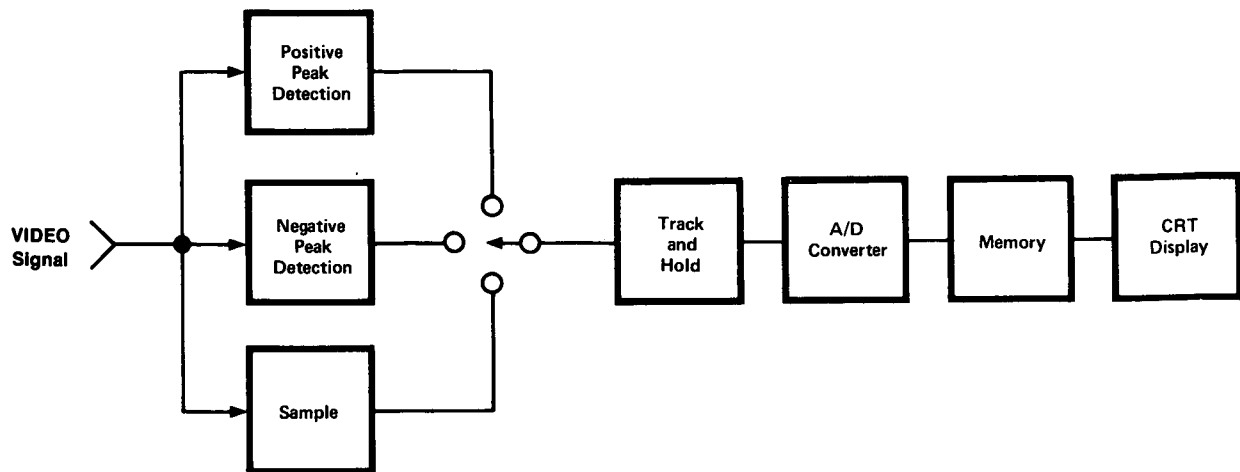 Positive
Peak
Detection
VIDEO
Signal
Negative
Peak
Detection
Sample
Track
and
Hold
A/D
Converter
Memory
CRT
Display